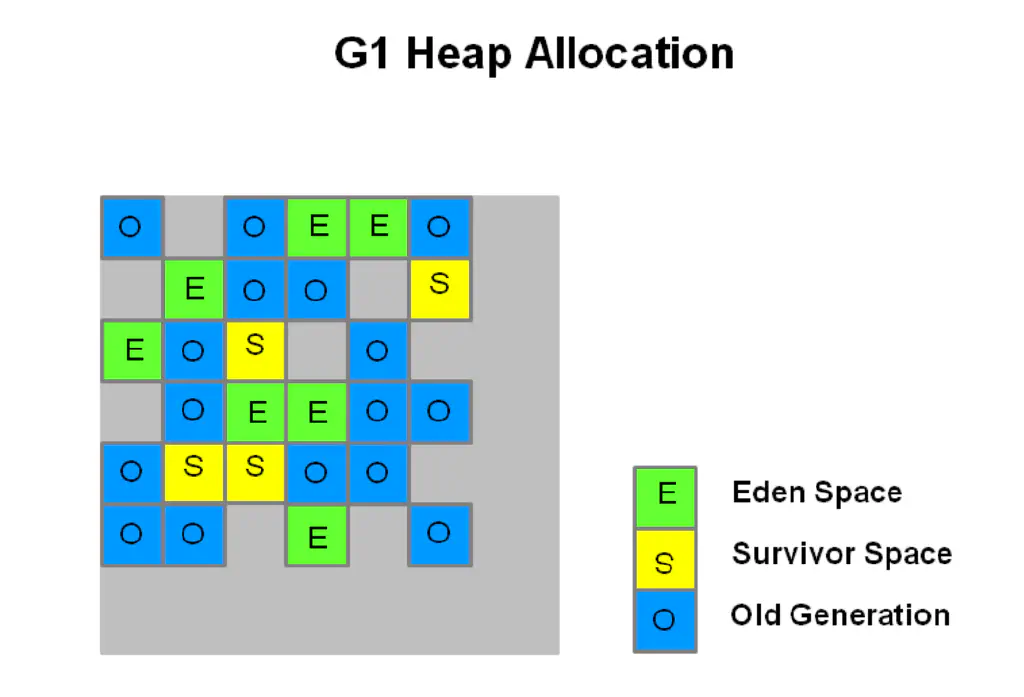 G1 Heap Allocation
O O E E O
E O O S
E O S O
O E E O O
O S S O O
O O E O
E Eden Space
S Survivor Space
O Old Generation